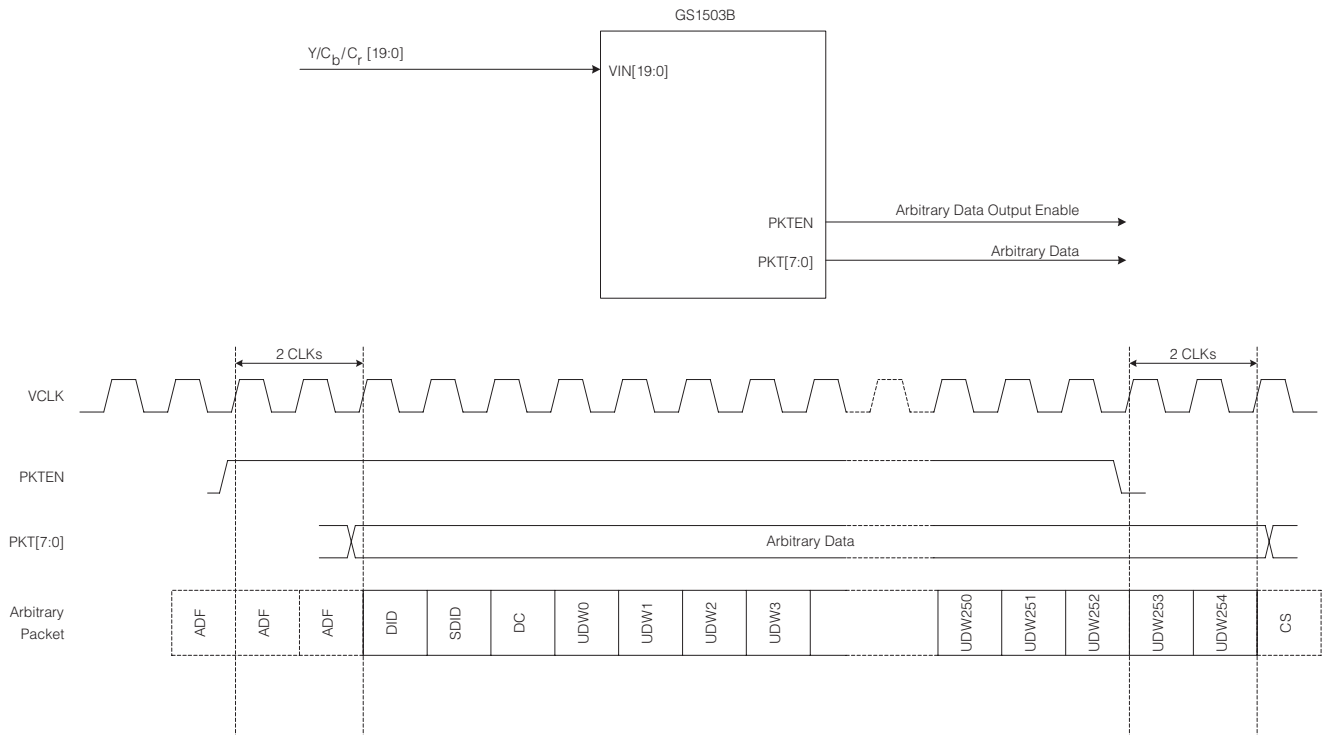 GS1503B
Y/Cb/Cr [19:0]
VIN[19:0]
PKTEN
Arbitrary Data Output Enable
PKT[7:0]
Arbitrary Data
2 CLKs
2 CLKs
VCLK
PKTEN
PKT[7:0]
Arbitrary Data
Arbitrary
Packet
ADF
ADF
ADF
DID
SDID
DC
UDW0
UDW1
UDW2
UDW3
UDW250
UDW251
UDW252
UDW253
UDW254
CS